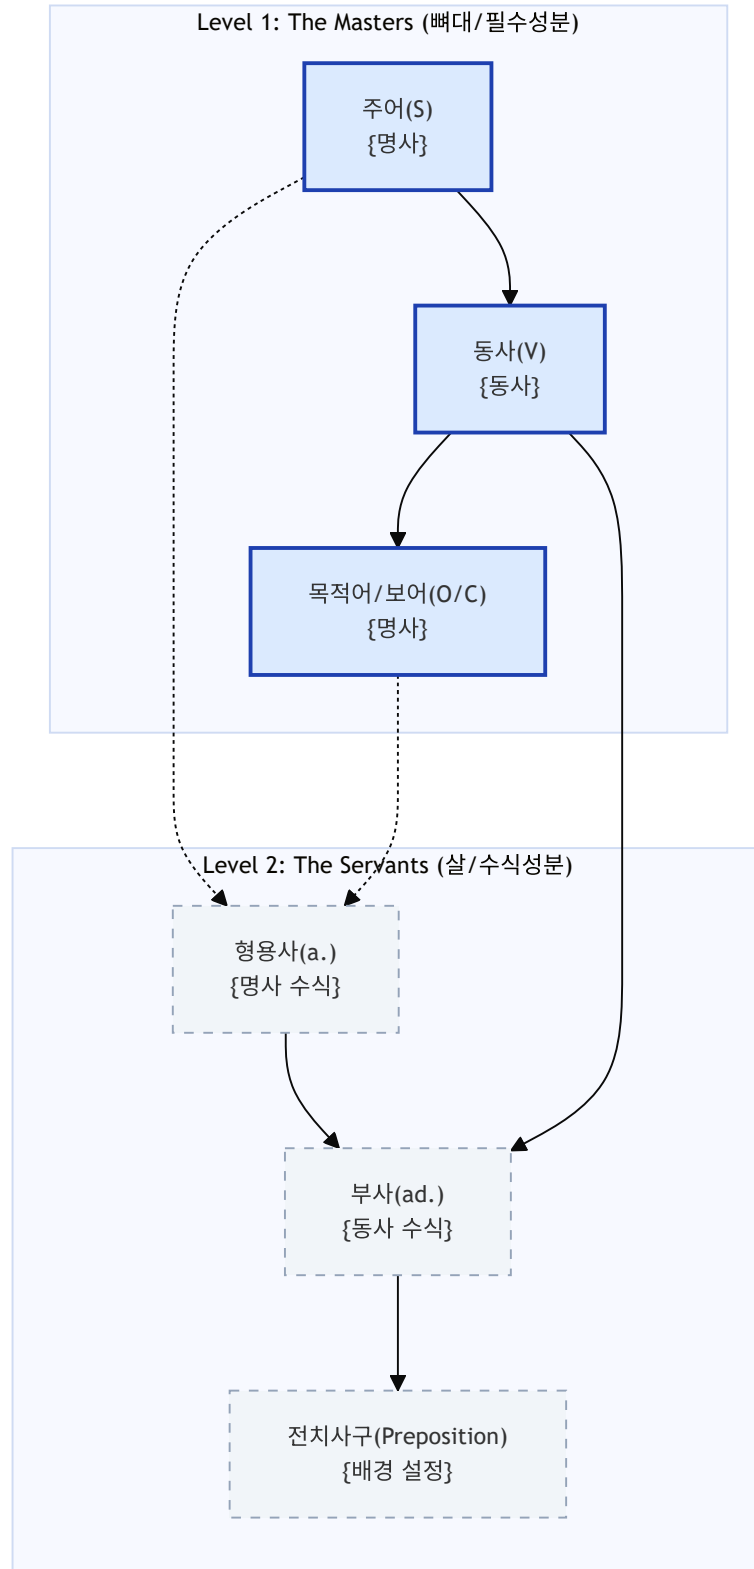 Level 1: The Masters (뼈대/필수성분)
주어(S)
{명사}
동사(V)
{동사}
목적어/보어(O/C)
{명사}
Level 2: The Servants (살/수식성분)
형용사(a.)
{명사 수식}
부사(ad.)
{동사 수식}
전치사구(Preposition)
{배경 설정}